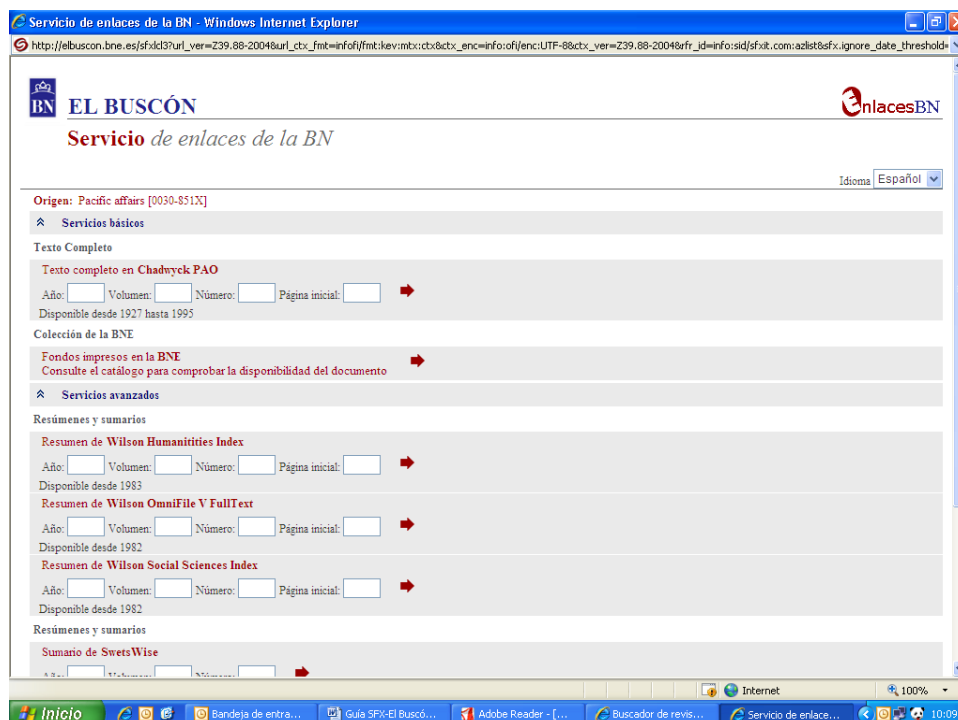 Servicio de enlaces de la BN - Windows Internet Explorer
http://elbuscon.bne.es/sfxlcl3?url_ver=Z39.88-2004&url_ctx_fmt=infofi/fmt:kev:mtx:ctx&ctx_enc=info:ofi/enc:UTF-8&ctx_ver=Z39.88-2004&rfr_id=info:sid/sfxit.com:azlist&sfx.ignore_date_threshold=
BN EL BUSCÓN
enlacesBN
Servicio de enlaces de la BN
Idioma Español
Origen: Pacific affairs [0030-851X]
Servicios básicos
Texto Completo
Texto completo en Chadwyck PAO
Año: Volumen: Número: Página inicial:
Disponible desde 1927 hasta 1995
Colección de la BNE
Fondos impresos en la BNE
Consulte el catálogo para comprobar la disponibilidad del documento
Servicios avanzados
Resúmenes y sumarios
Resumen de Wilson Humanitities Index
Año: Volumen: Número: Página inicial:
Disponible desde 1983
Resumen de Wilson OmniFile V FullText
Año: Volumen: Número: Página inicial:
Disponible desde 1982
Resumen de Wilson Social Sciences Index
Año: Volumen: Número: Página inicial:
Disponible desde 1982
Resúmenes y sumarios
Sumario de SwetsWise
Año: Volumen: Número:
Internet 100%
Inicio Bandeja de entra... Guía SFX-El Buscó... Adobe Reader - [... Buscador de revis... Servicio de enlace... 10:09